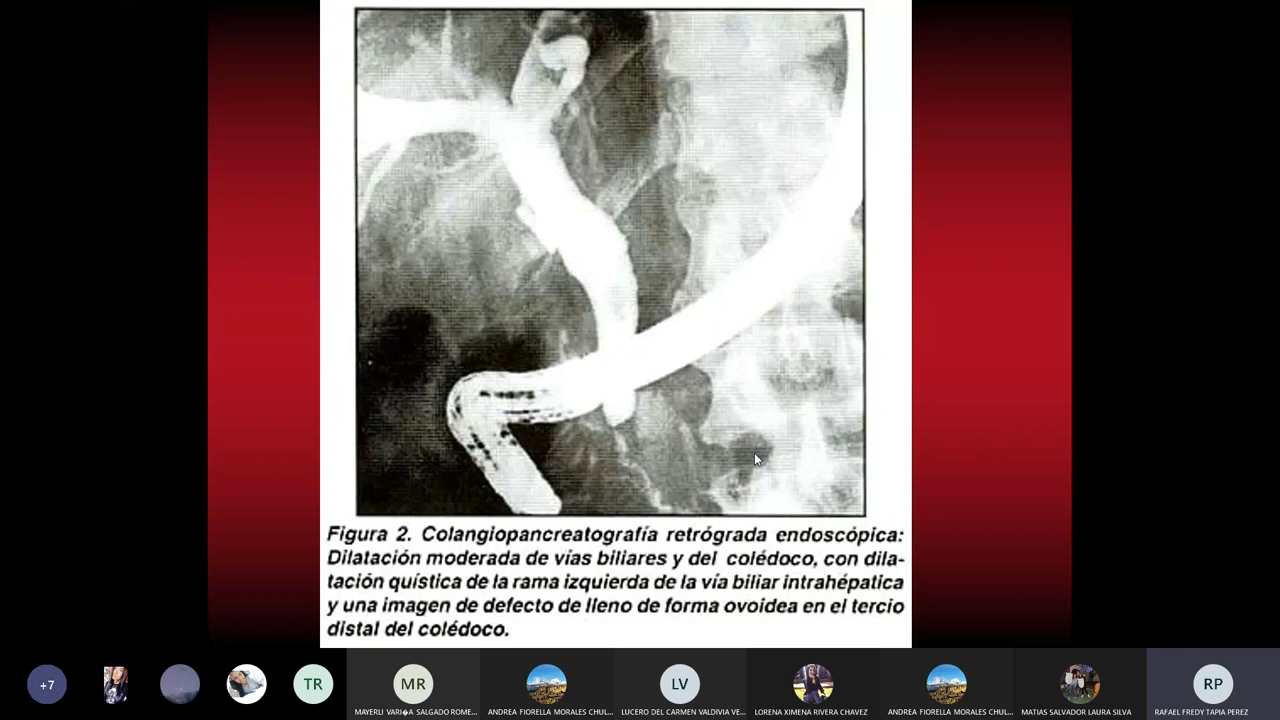 Figura 2. Colangiopancreatografía retrógrada endoscópica:
Dilatación moderada de vías biliares y del colédoco, con dila-
tación quística de la rama izquierda de la vía biliar intrahépatica
y una imagen de defecto de lleno de forma ovoidea en el tercio
distal del colédoco.
+7
TR
MR
LV
RP
MAYERLI VARI�A SALGADO ROME...
ANDREA FIORELLA MORALES CHUL...
LUCERO DEL CARMEN VALDIVIA VE...
LORENA XIMENA RIVERA CHAVEZ
ANDREA FIORELLA MORALES CHUL...
MATIAS SALVADOR LAURA SILVA
RAFAEL FREDY TAPIA PEREZ